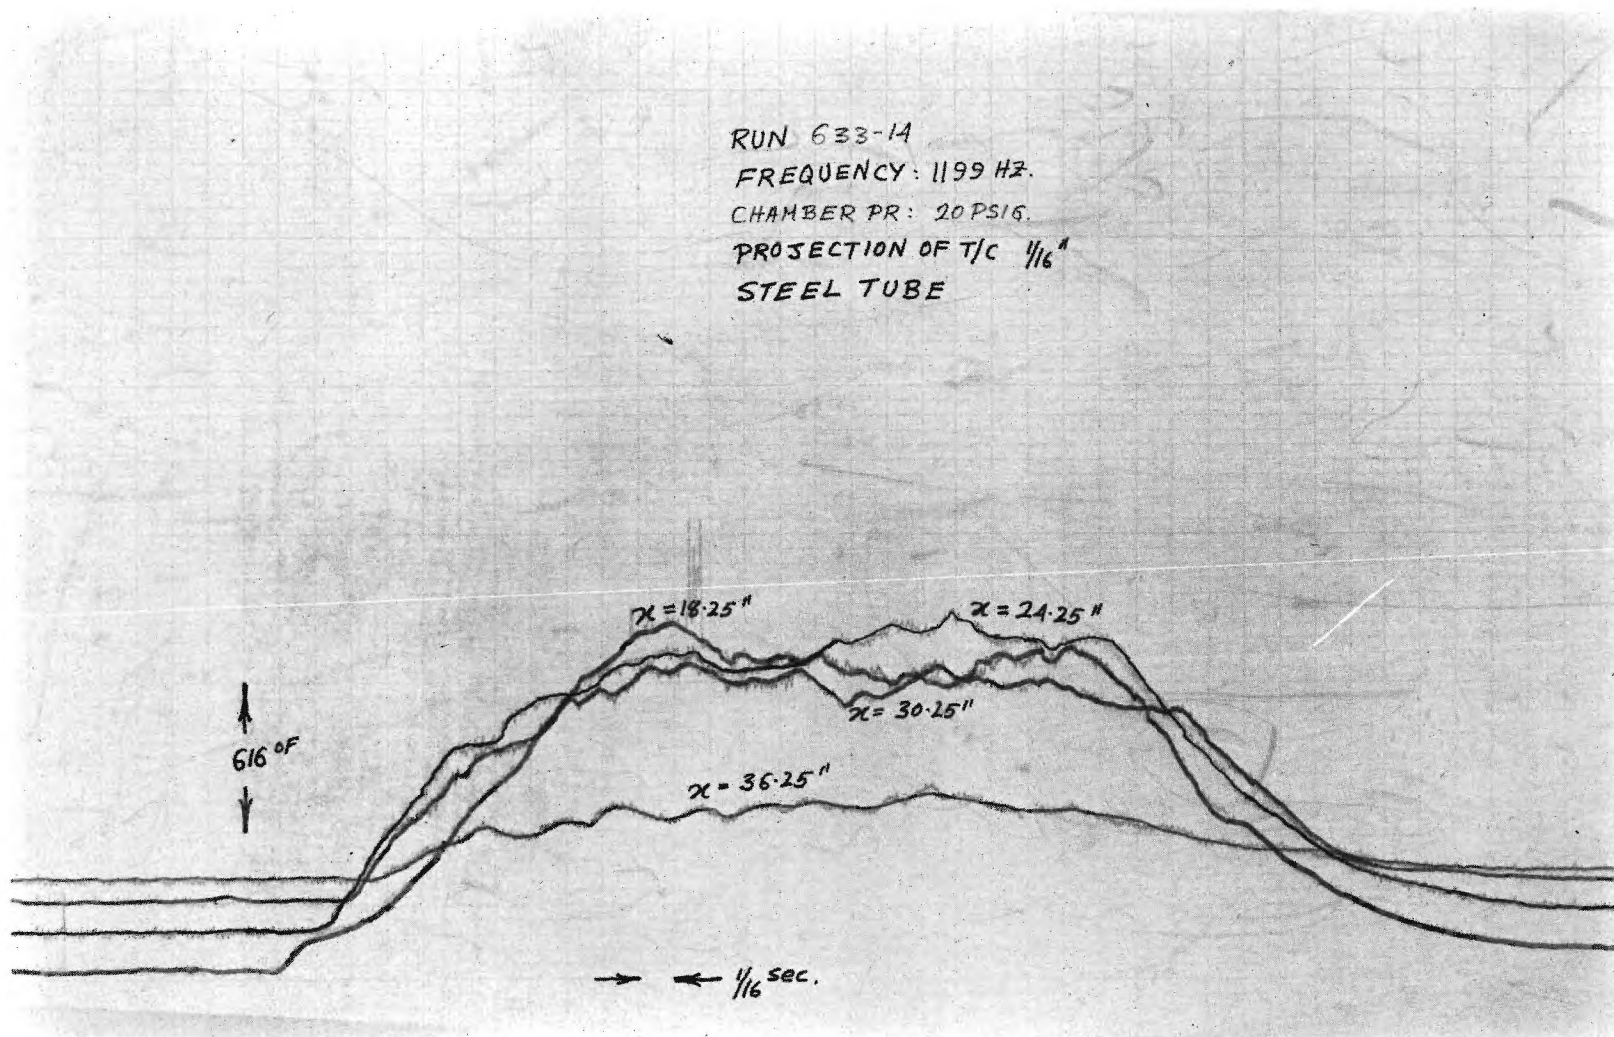 RUN 633-14
FREQUENCY: 1199 HZ.
CHAMBER PR: 20 PSIG.
PROJECTION OF T/C 1/16"
STEEL TUBE
x = 18.25"
x = 24.25"
x = 30.25"
616 °F
x = 36.25"
1/16 sec.